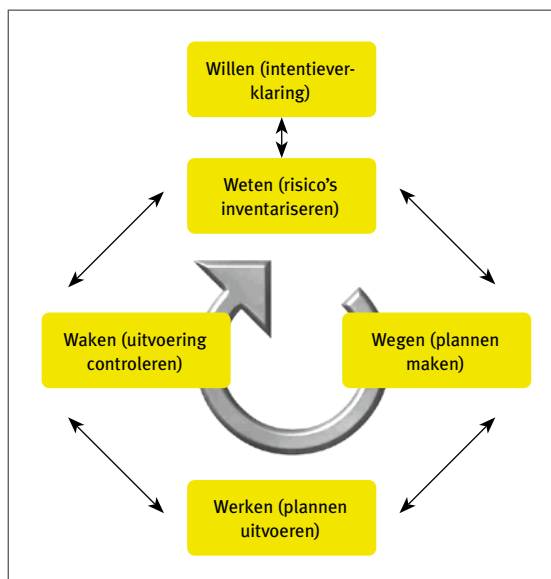 Willen (intentiever-
klaring)
Weten (risico's
inventariseren)
Waken (uitvoering
controleren)
Wegen (plannen
maken)
Werken (plannen
uitvoeren)